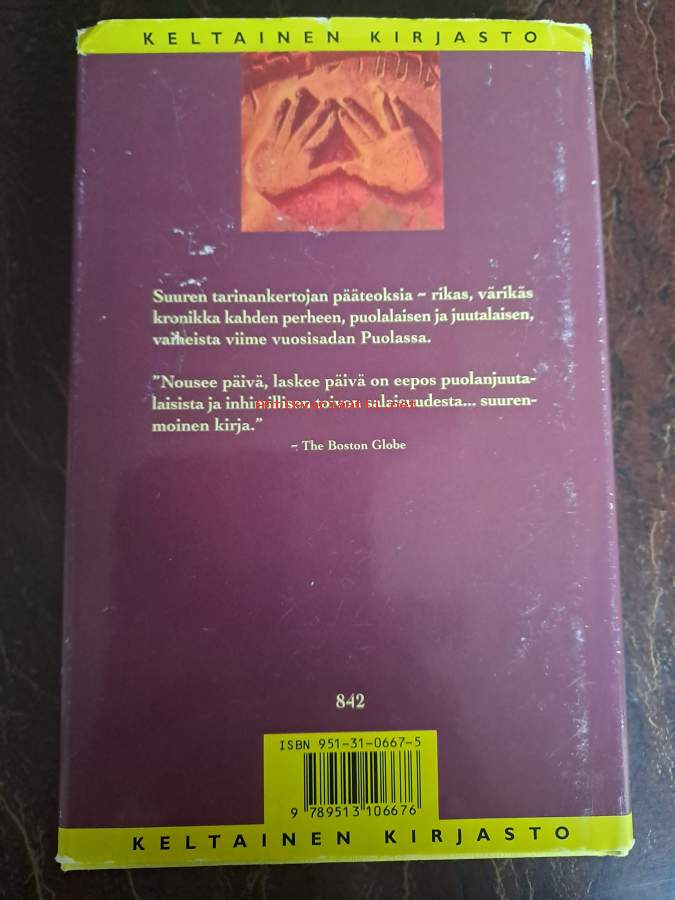 KELTAINEN KIRJASTO
Suuren tarinankertojan pääteoksia – rikas, värikäs
kronikka kahden perheen, puolalaisen ja juutalaisen,
vaiheista viime vuosisadan Puolassa.
"Nousee päivä, laskee päivä on eepos puolanjuuta-
laisista ja inhimillisen toivon salaisuudesta... suuren-
moinen kirja."
– The Boston Globe
842
ISBN 951-31-0667-5
9 789513 106676
KELTAINEN KIRJASTO